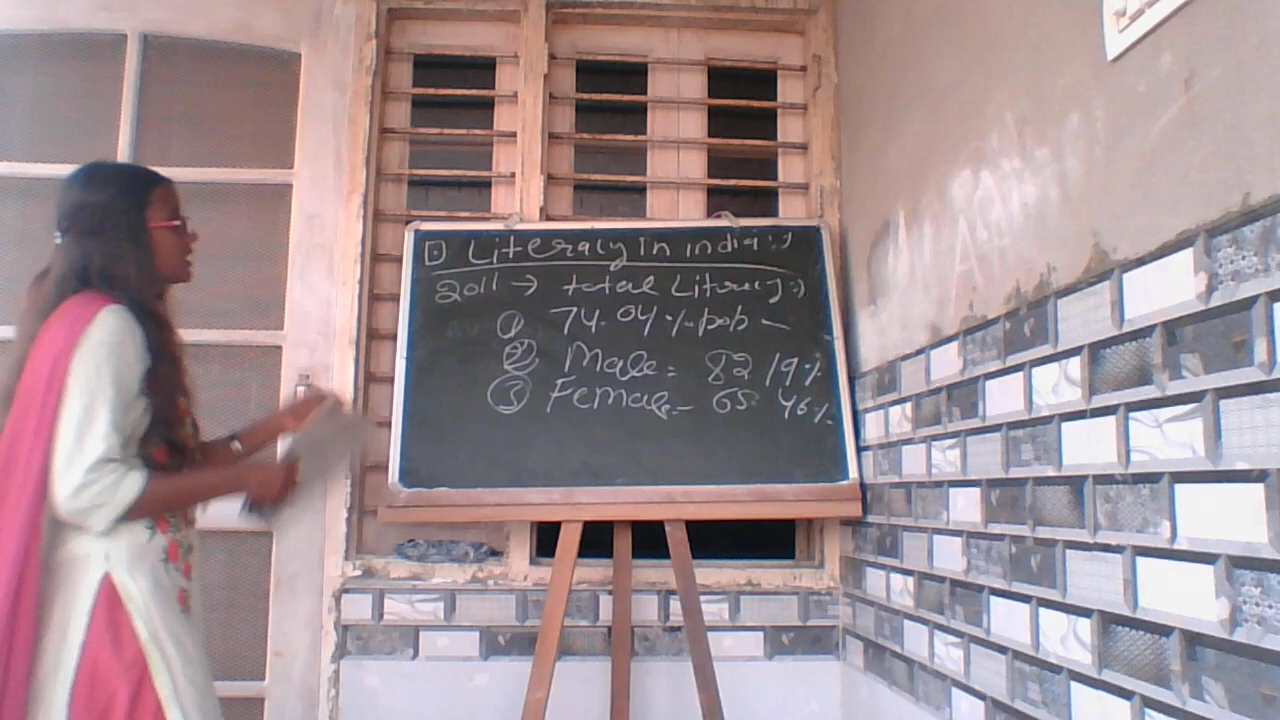 Literacy In india :)
2011 → total Literacy :)
① 74.04 % pop –
② Male = 82 19 %
③ Female – 65 46 %